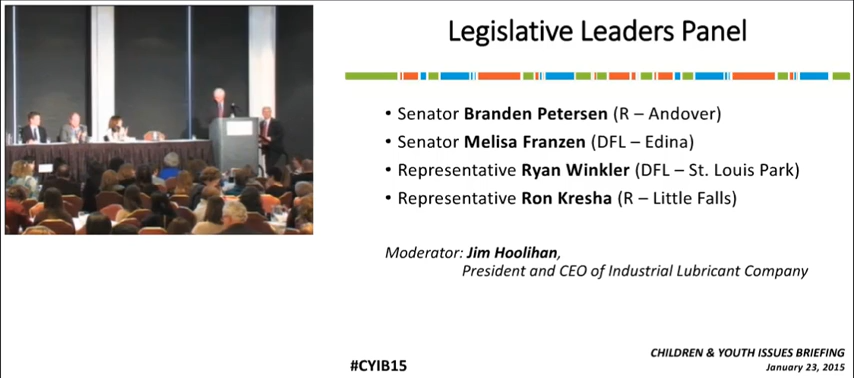 Legislative Leaders Panel
• Senator Branden Petersen (R – Andover)
• Senator Melisa Franzen (DFL – Edina)
• Representative Ryan Winkler (DFL – St. Louis Park)
• Representative Ron Kresha (R – Little Falls)
Moderator: Jim Hoolihan,
President and CEO of Industrial Lubricant Company
#CYIB15
CHILDREN & YOUTH ISSUES BRIEFING
January 23, 2015